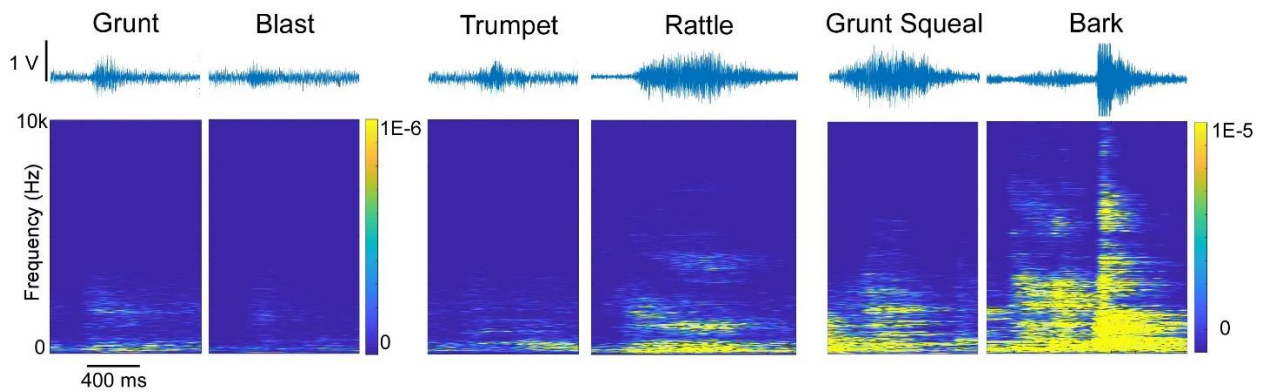 Grunt
Blast
Trumpet
Rattle
Grunt Squeal
Bark
1 V
10k
Frequency (Hz)
0
400 ms
1E-6
0
1E-5
0